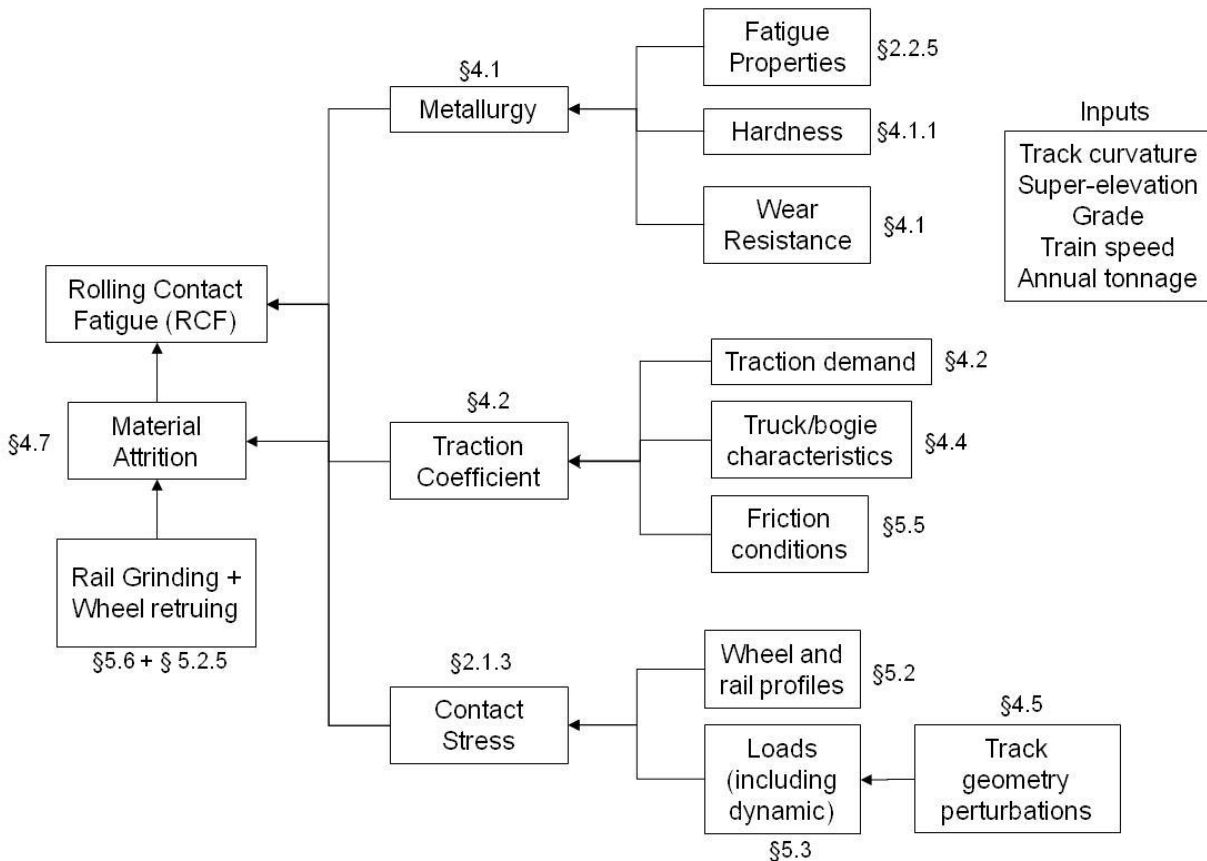 Fatigue
Properties
§2.2.5
§4.1
Metallurgy
Hardness
§4.1.1
Wear
Resistance
§4.1
Inputs
Track curvature
Super-elevation
Grade
Train speed
Annual tonnage
Rolling Contact
Fatigue (RCF)
§4.7
Material
Attrition
Rail Grinding +
Wheel retruing
§5.6 + § 5.2.5
§4.2
Traction
Coefficient
Traction demand
§4.2
Truck/bogie
characteristics
§4.4
Friction
conditions
§5.5
§2.1.3
Contact
Stress
Wheel and
rail profiles
§5.2
Loads
(including
dynamic)
§5.3
§4.5
Track
geometry
perturbations